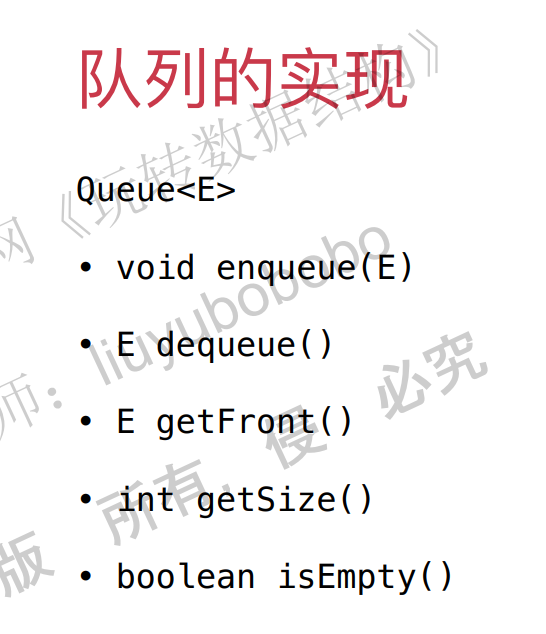 队列的实现
网《玩转数据结构》
Queue<E>
• void enqueue(E)
师：liuyubobobo
• E dequeue()
• E getFront()
• int getSize()
版 所有，侵 必究
• boolean isEmpty()